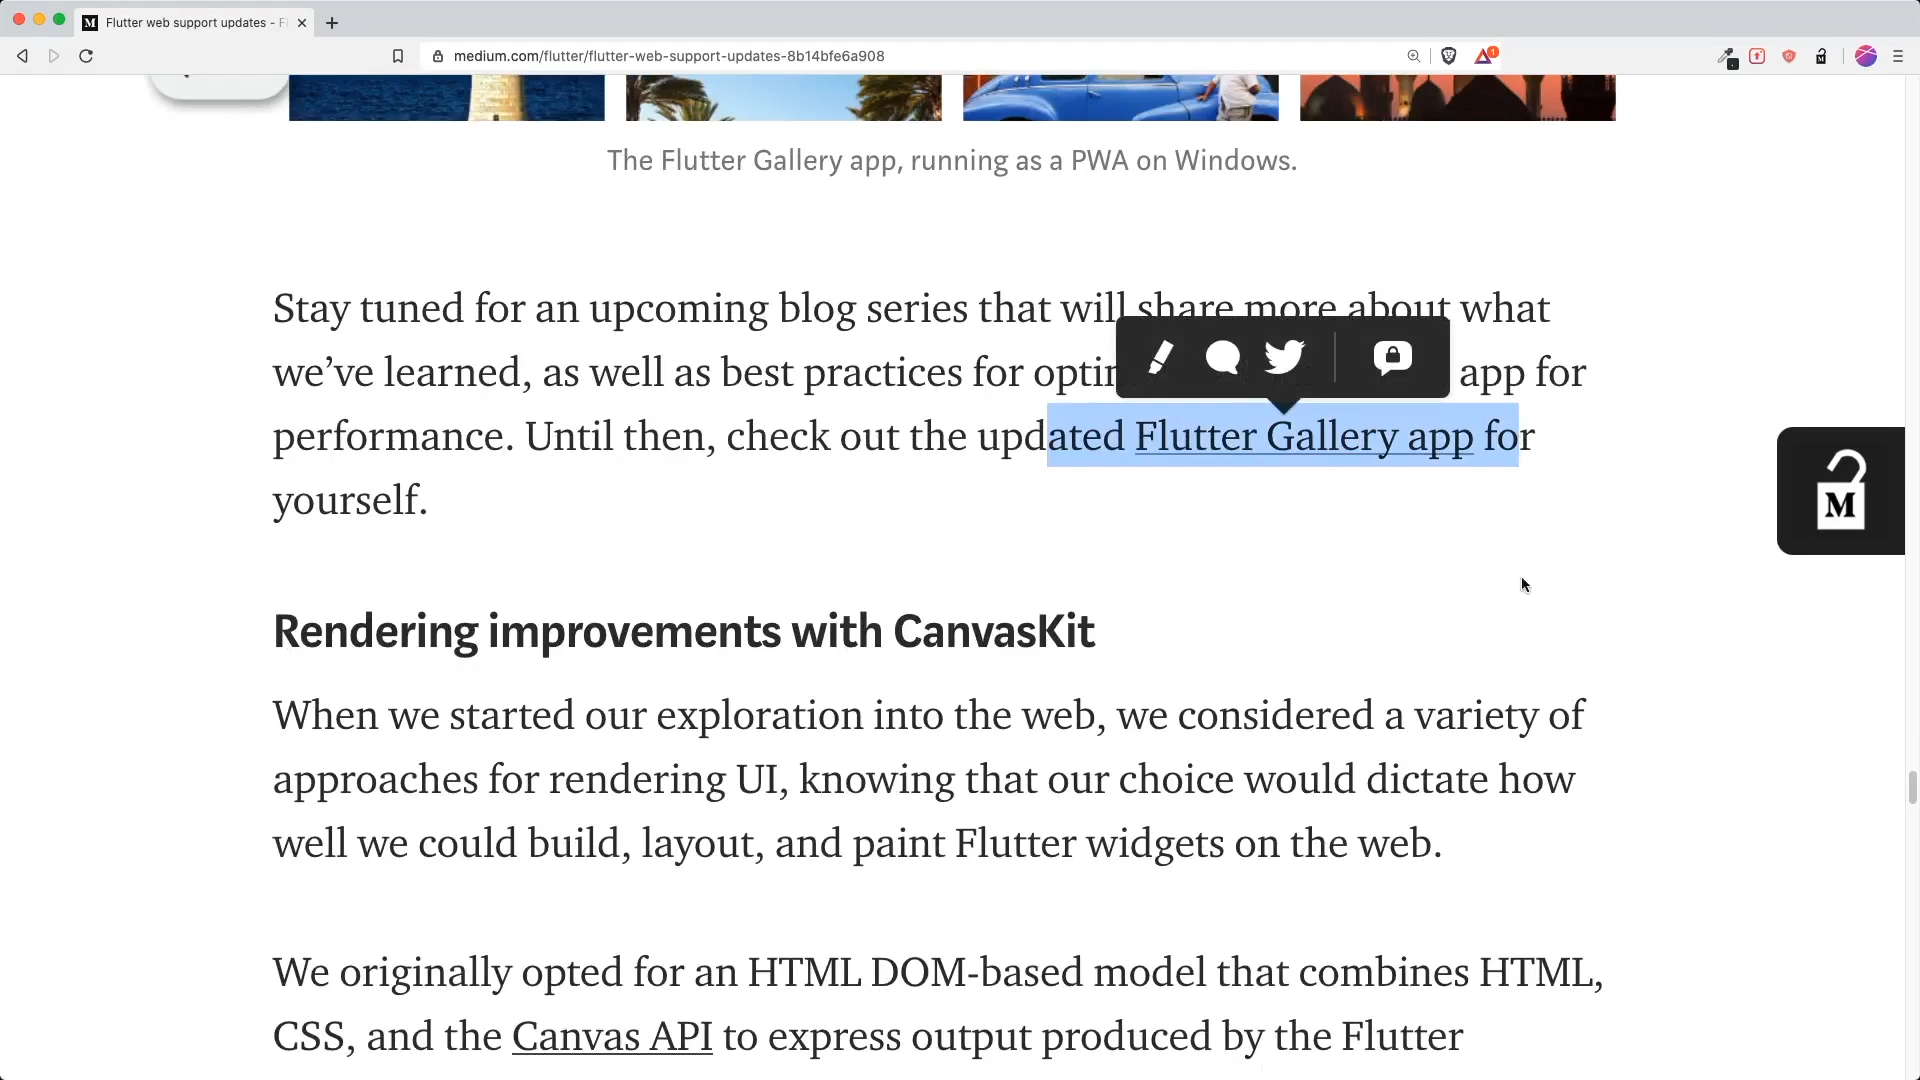 M Flutter web support updates - Fl
medium.com/flutter/flutter-web-support-updates-8b14bfe6a908
1
The Flutter Gallery app, running as a PWA on Windows.
Stay tuned for an upcoming blog series that will share more about what
we’ve learned, as well as best practices for app for
performance. Until then, check out the updated Flutter Gallery app for
yourself.
M
Rendering improvements with CanvasKit
When we started our exploration into the web, we considered a variety of
approaches for rendering UI, knowing that our choice would dictate how
well we could build, layout, and paint Flutter widgets on the web.
We originally opted for an HTML DOM-based model that combines HTML,
CSS, and the Canvas API to express output produced by the Flutter